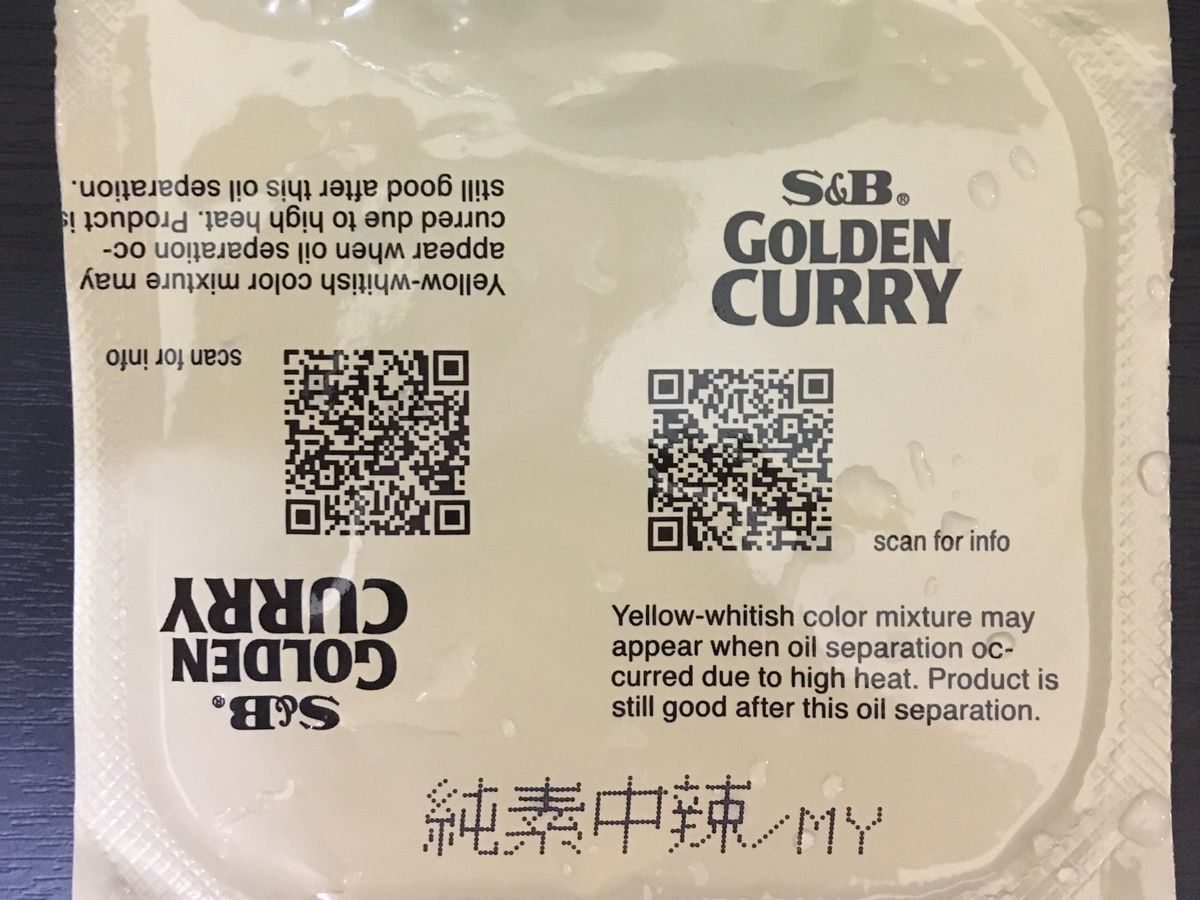 S&B®
GOLDEN
CURRY
scan for info
Yellow-whitish color mixture may
appear when oil separation oc-
curred due to high heat. Product is
still good after this oil separation.
Yellow-whitish color mixture may
appear when oil separation oc-
curred due to high heat. Product is
still good after this oil separation.
scan for info
S&B®
GOLDEN
CURRY
純素中辣/MY